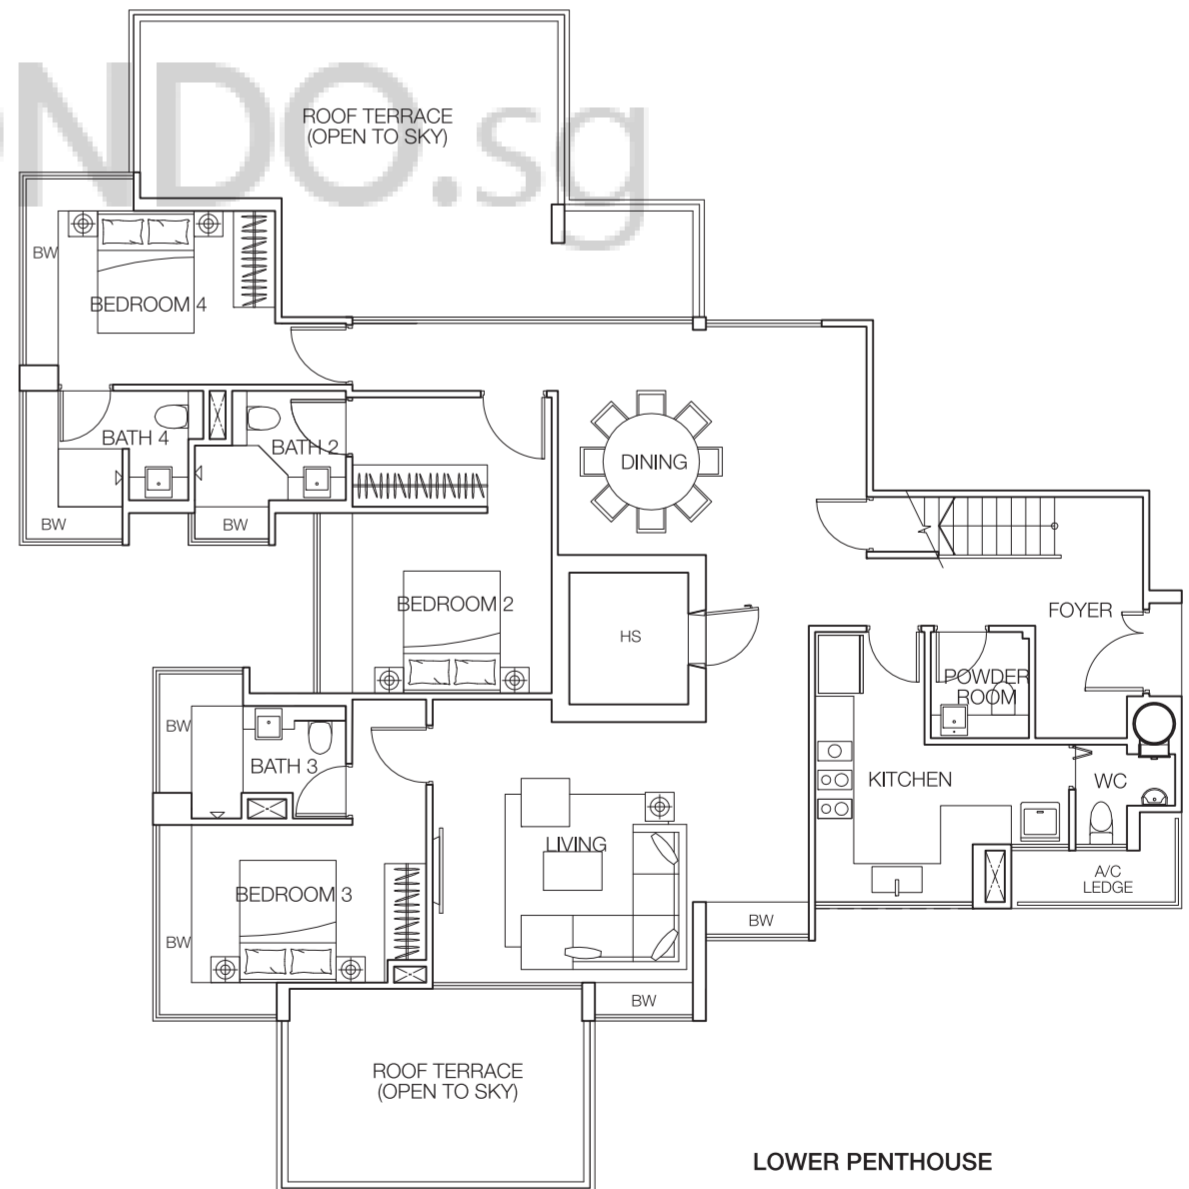 ONDO.sg
ROOF TERRACE
(OPEN TO SKY)
BW
BEDROOM 4
BATH 4
BATH 2
DINING
BW
BW
BEDROOM 2
HS
FOYER
POWDER
ROOM
BW
BATH 3
KITCHEN
WC
LIVING
A/C
LEDGE
BEDROOM 3
BW
BW
BW
ROOF TERRACE
(OPEN TO SKY)
LOWER PENTHOUSE